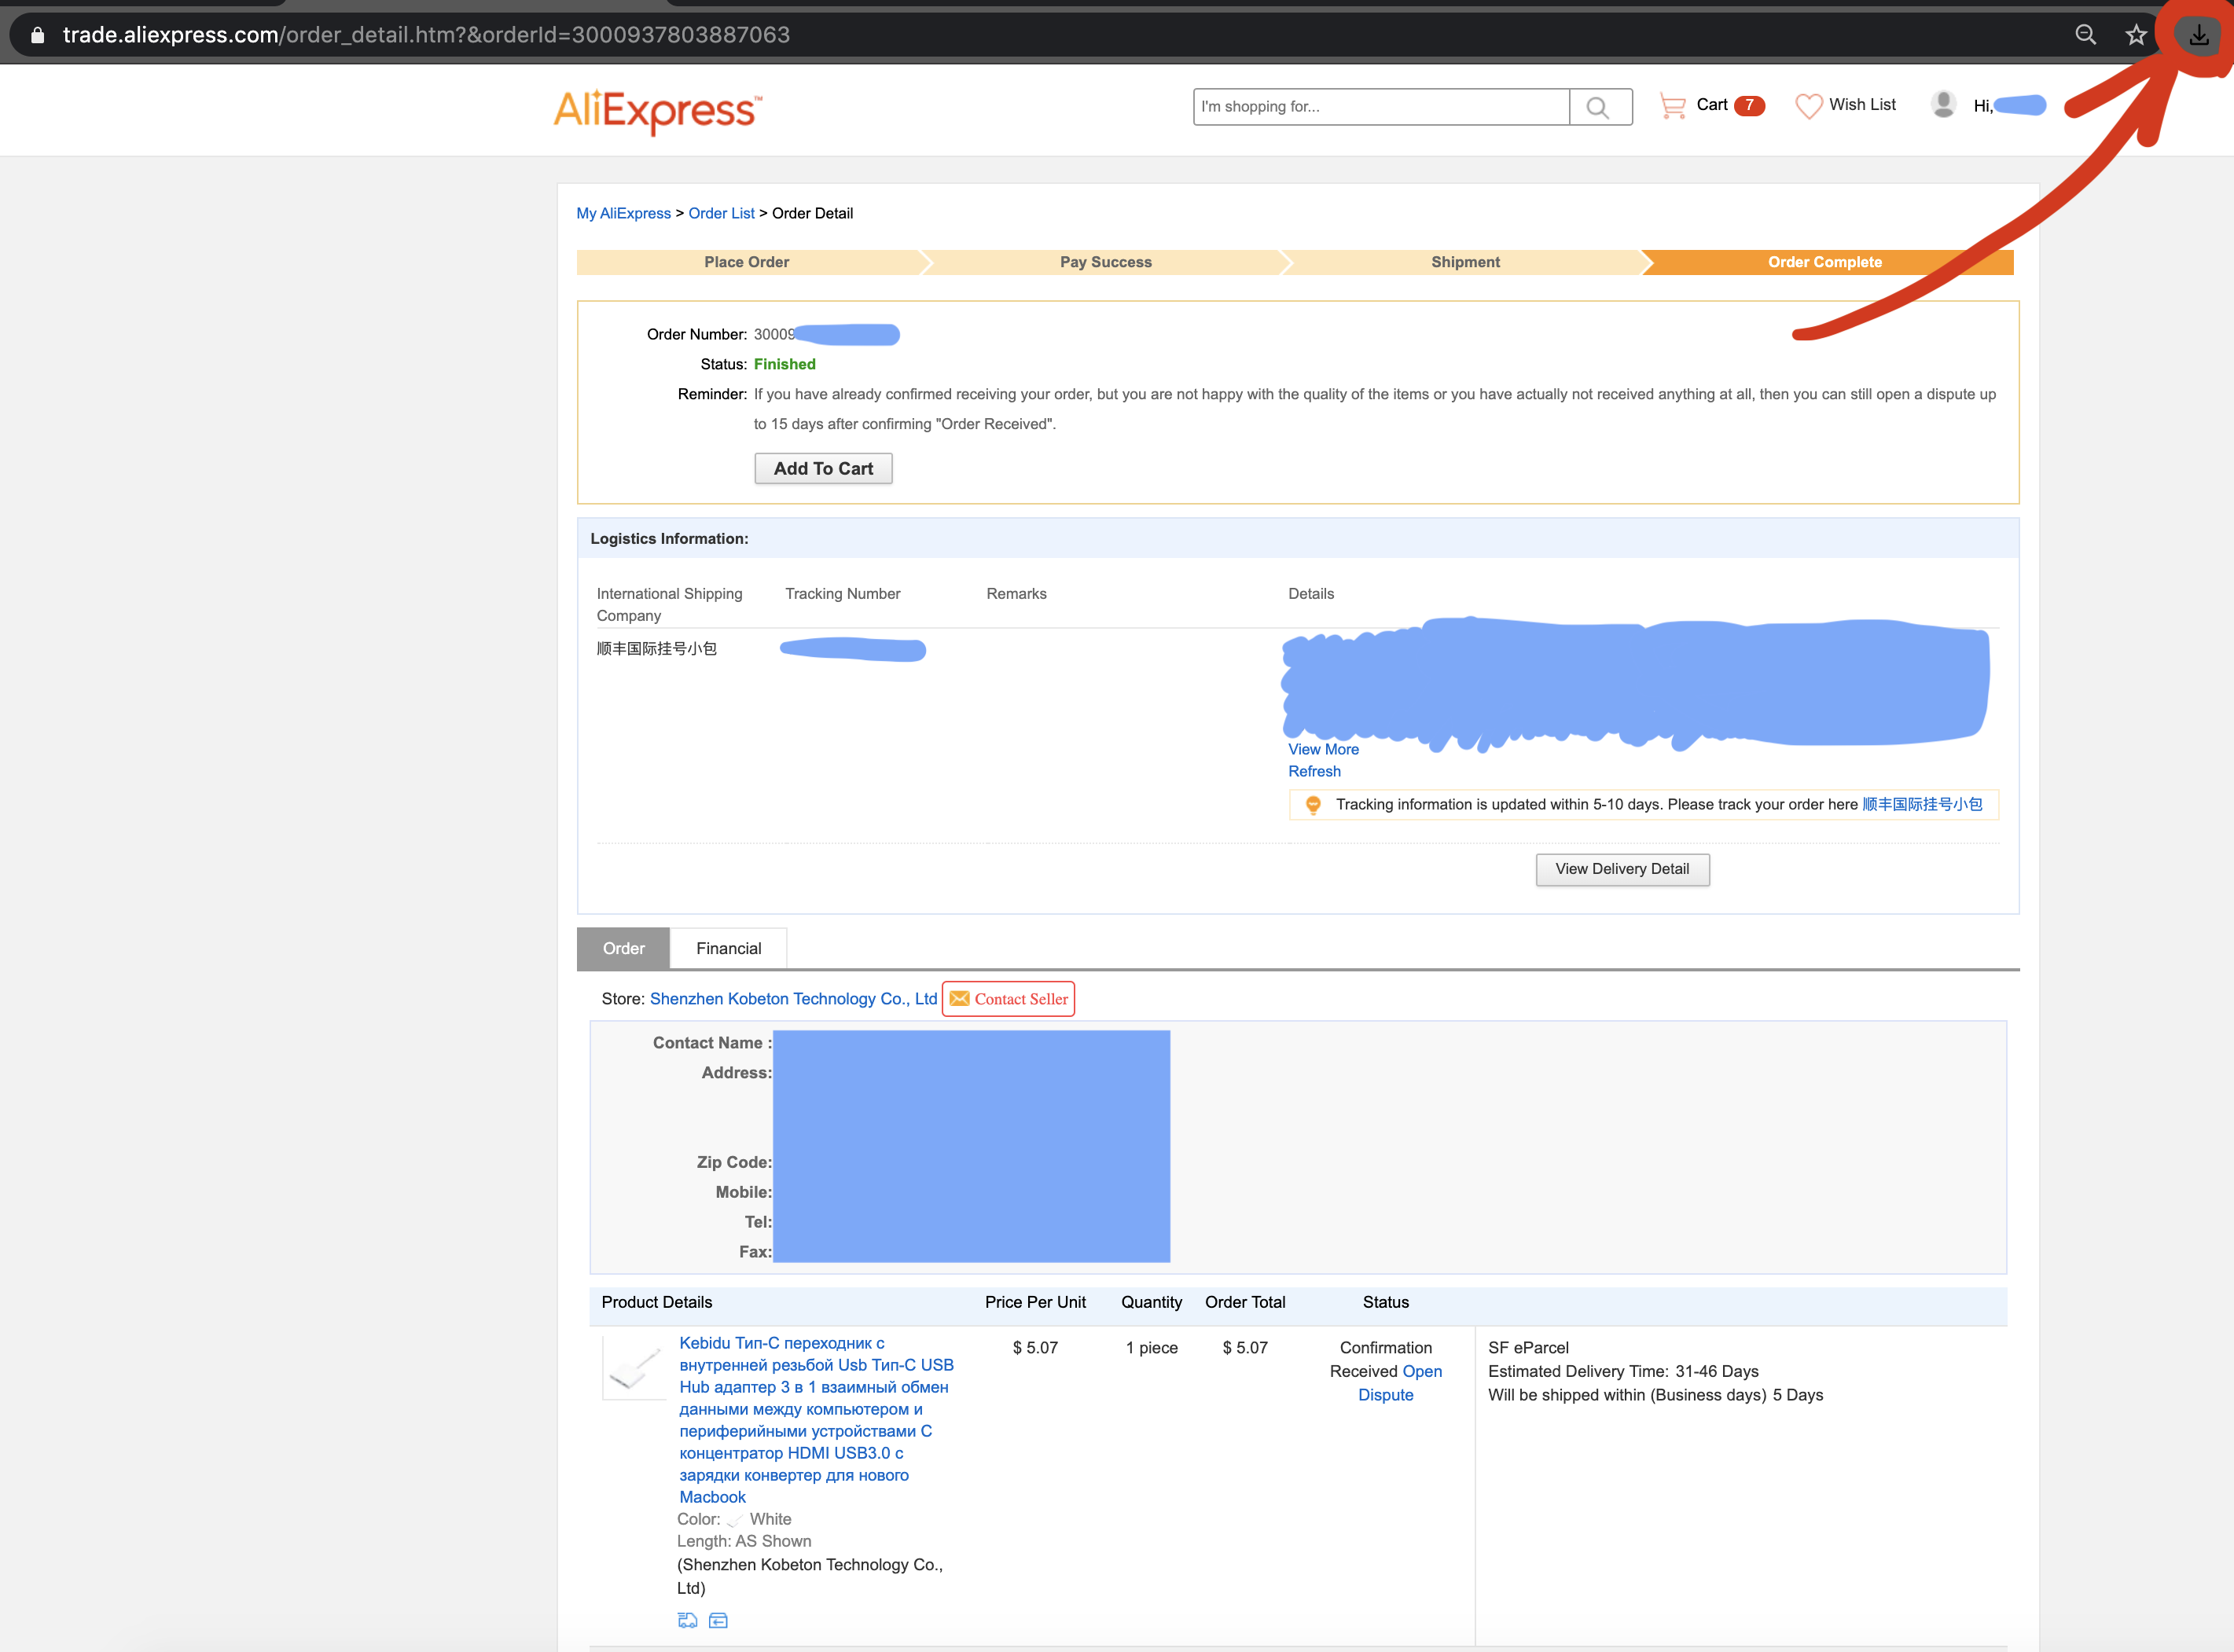 trade.aliexpress.com/order_detail.htm?&orderId=3000937803887063
AliExpress™
I'm shopping for...
Cart 7
Wish List
Hi,
My AliExpress > Order List > Order Detail
Place Order
Pay Success
Shipment
Order Complete
Order Number: 30009
Status: Finished
Reminder: If you have already confirmed receiving your order, but you are not happy with the quality of the items or you have actually not received anything at all, then you can still open a dispute up
to 15 days after confirming "Order Received".
Add To Cart
Logistics Information:
International Shipping
Company
Tracking Number
Remarks
Details
顺丰国际挂号小包
View More
Refresh
Tracking information is updated within 5-10 days. Please track your order here 顺丰国际挂号小包
View Delivery Detail
Order
Financial
Store: Shenzhen Kobeton Technology Co., Ltd Contact Seller
Contact Name :
Address:
Zip Code:
Mobile:
Tel:
Fax:
Product Details
Price Per Unit
Quantity
Order Total
Status
Kebidu Тип-C переходник с
внутренней резьбой Usb Тип-C USB
Hub адаптер 3 в 1 взаимный обмен
данными между компьютером и
периферийными устройствами C
концентратор HDMI USB3.0 с
зарядки конвертер для нового
Macbook
Color: White
Length: AS Shown
(Shenzhen Kobeton Technology Co.,
Ltd)
$ 5.07
1 piece
$ 5.07
Confirmation
Received Open
Dispute
SF eParcel
Estimated Delivery Time: 31-46 Days
Will be shipped within (Business days) 5 Days